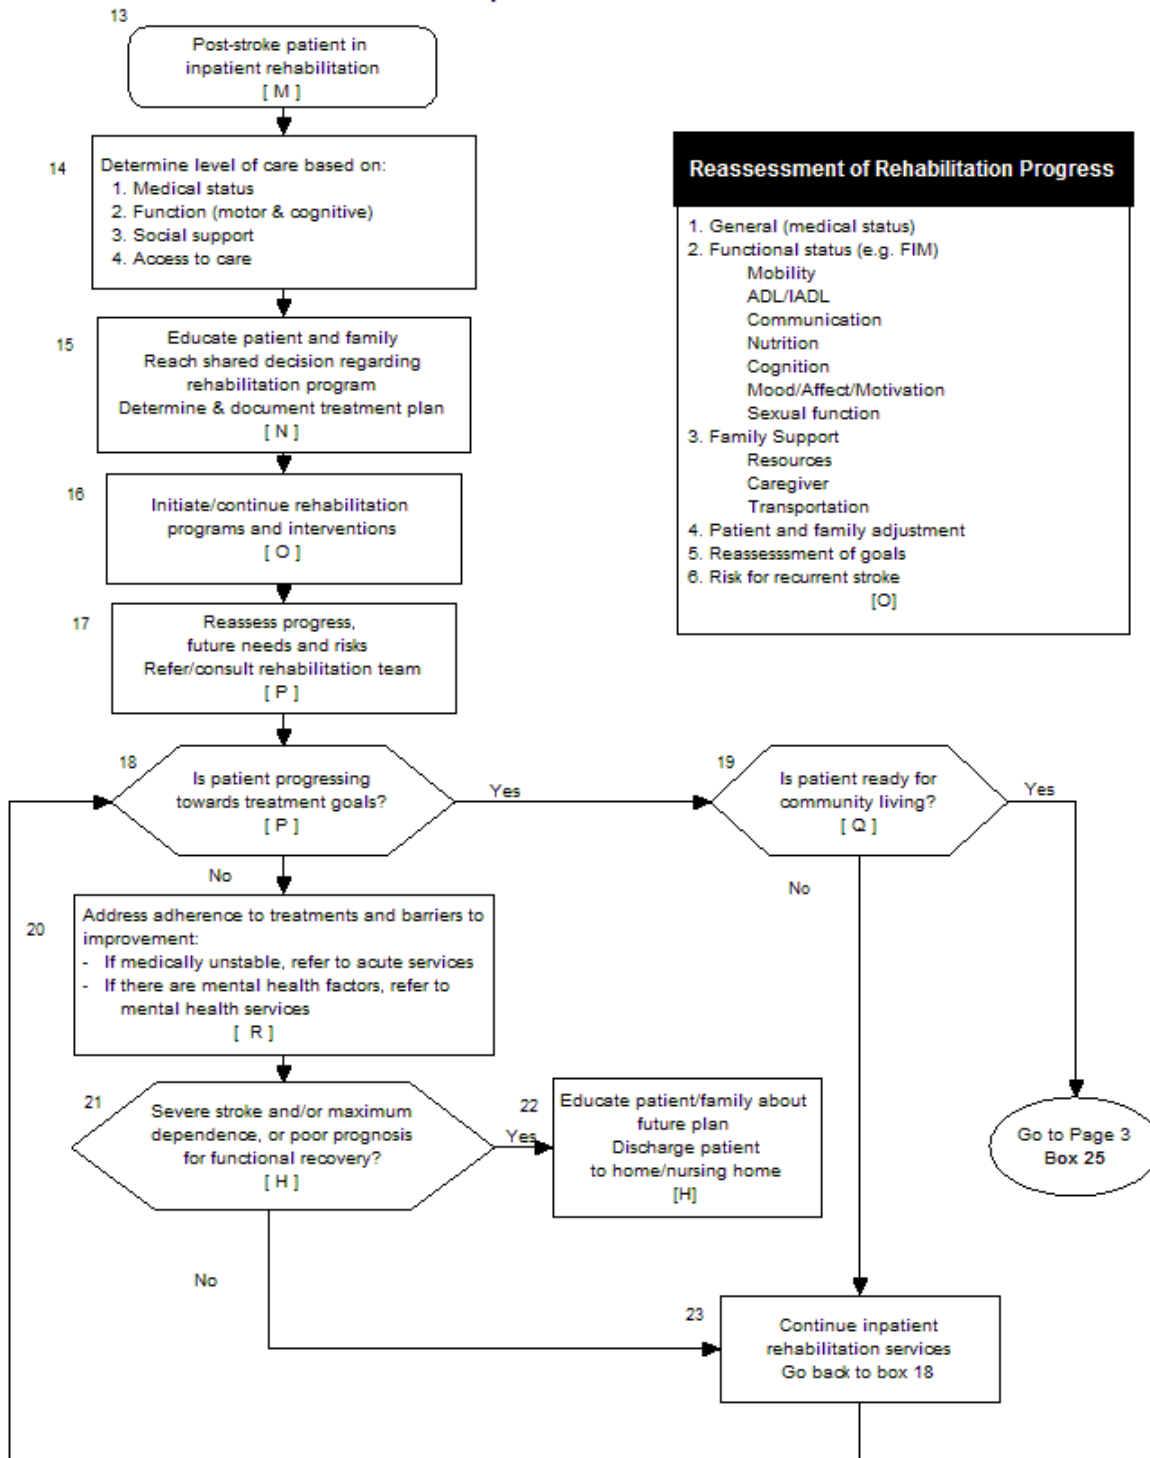 13
Post-stroke patient in
inpatient rehabilitation
[ M ]
14
Determine level of care based on:
1. Medical status
2. Function (motor & cognitive)
3. Social support
4. Access to care
Reassessment of Rehabilitation Progress
1. General (medical status)
2. Functional status (e.g. FIM)
Mobility
ADL/IADL
Communication
Nutrition
Cognition
Mood/Affect/Motivation
Sexual function
3. Family Support
Resources
Caregiver
Transportation
4. Patient and family adjustment
5. Reassesssment of goals
6. Risk for recurrent stroke
[O]
15
Educate patient and family
Reach shared decision regarding
rehabilitation program
Determine & document treatment plan
[ N ]
16
Initiate/continue rehabilitation
programs and interventions
[ O ]
17
Reassess progress,
future needs and risks
Refer/consult rehabilitation team
[ P ]
18
Is patient progressing
towards treatment goals?
[ P ]
Yes
No
19
Is patient ready for
community living?
[ Q ]
Yes
No
20
Address adherence to treatments and barriers to
improvement:
- If medically unstable, refer to acute services
- If there are mental health factors, refer to
mental health services
[ R ]
21
Severe stroke and/or maximum
dependence, or poor prognosis
for functional recovery?
[ H ]
Yes
No
22
Educate patient/family about
future plan
Discharge patient
to home/nursing home
[H]
Go to Page 3
Box 25
23
Continue inpatient
rehabilitation services
Go back to box 18